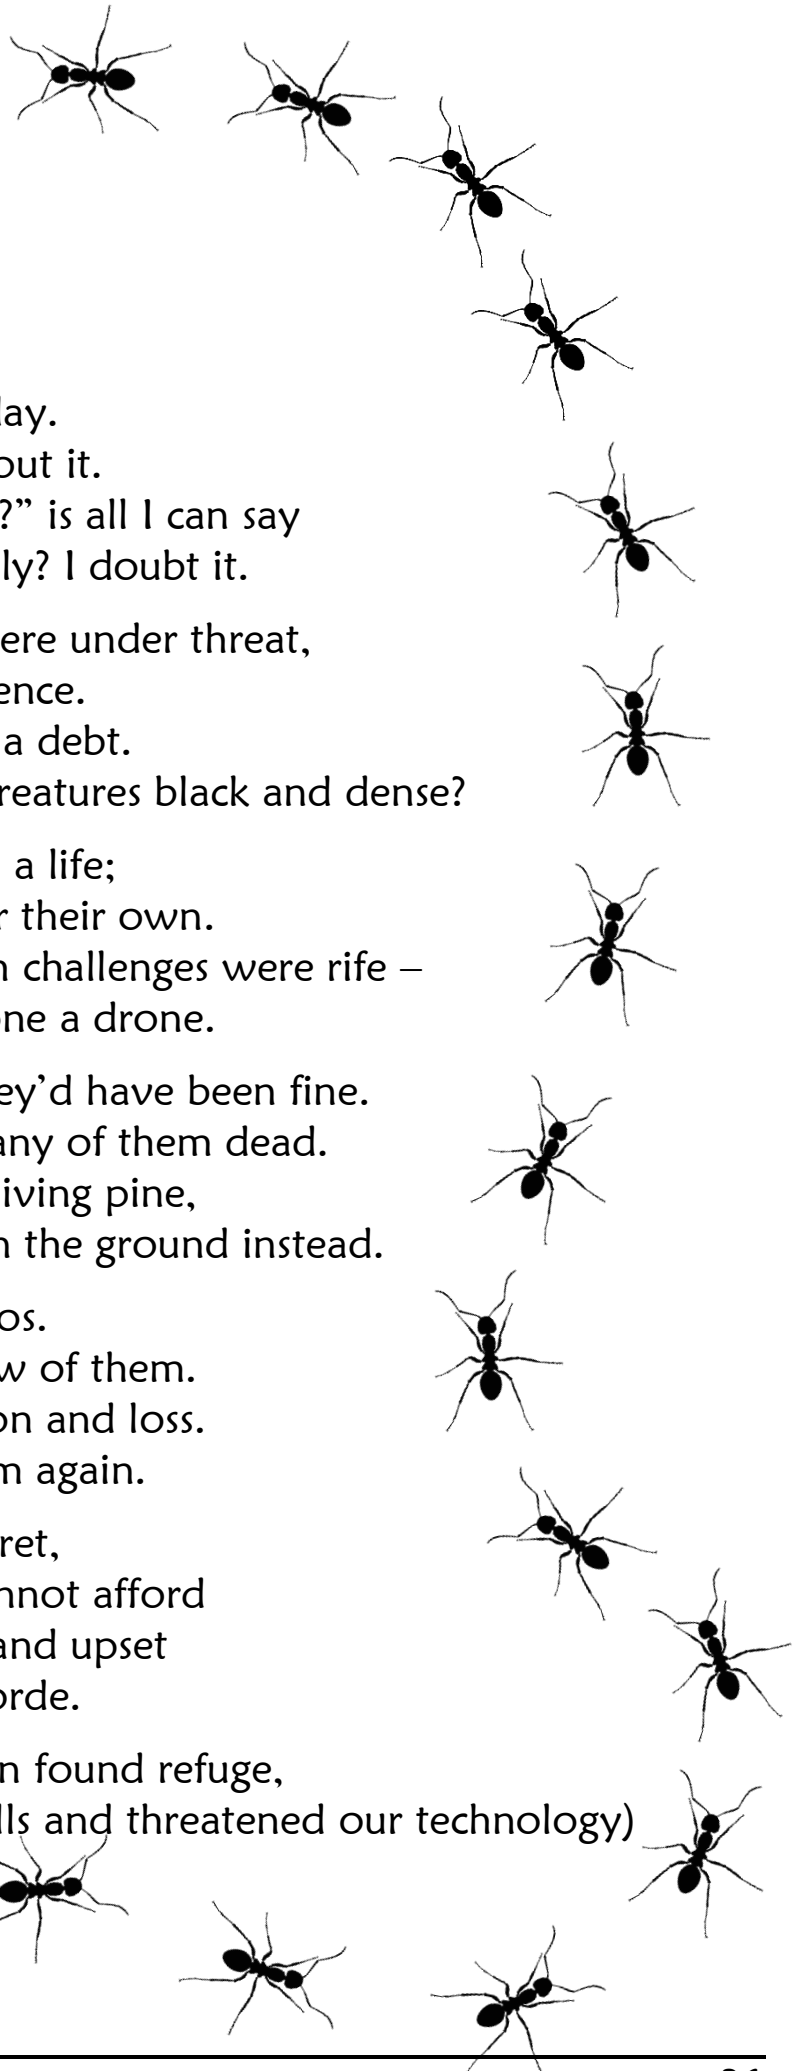 lay.
out it.
?” is all I can say
ly? I doubt it.
ere under threat,
ence.
a debt.
reatures black and dense?
a life;
r their own.
n challenges were rife –
one a drone.
ey’d have been fine.
any of them dead.
iving pine,
n the ground instead.
os.
w of them.
on and loss.
m again.
ret,
nnot afford
and upset
orde.
n found refuge,
lls and threatened our technology)